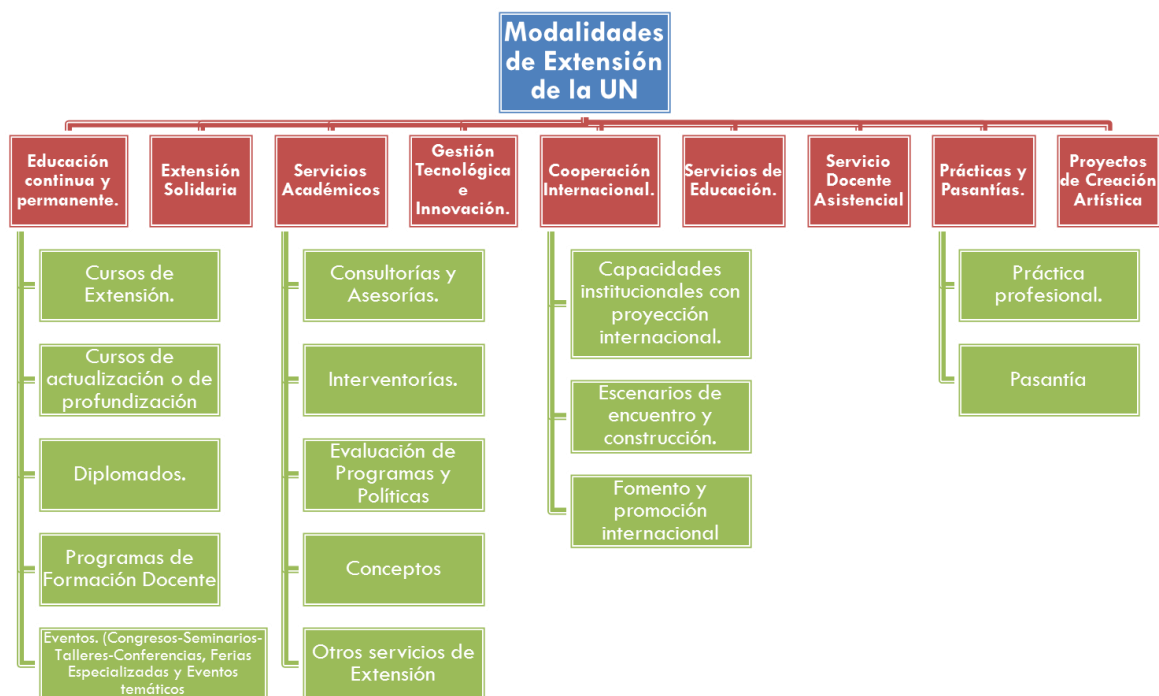 Modalidades
de Extensión
de la UN
Educación
continua y
permanente.
Extensión
Solidaria
Servicios
Académicos
Gestión
Tecnológica
e
Innovación.
Cooperación
Internacional.
Servicios de
Educación.
Servicio
Docente
Asistencial
Prácticas y
Pasantías.
Proyectos
de Creación
Artística
Cursos de
Extensión.
Cursos de
actualización o de
profundización
Diplomados.
Programas de
Formación Docente
Eventos. (Congresos-Seminarios-
Talleres-Conferencias, Ferias
Especializadas y Eventos
temáticos
Consultorías y
Asesorías.
Interventorías.
Evaluación de
Programas y
Políticas
Conceptos
Otros servicios de
Extensión
Capacidades
institucionales con
proyección
internacional.
Escenarios de
encuentro y
construcción.
Fomento y
promoción
internacional
Práctica
profesional.
Pasantía